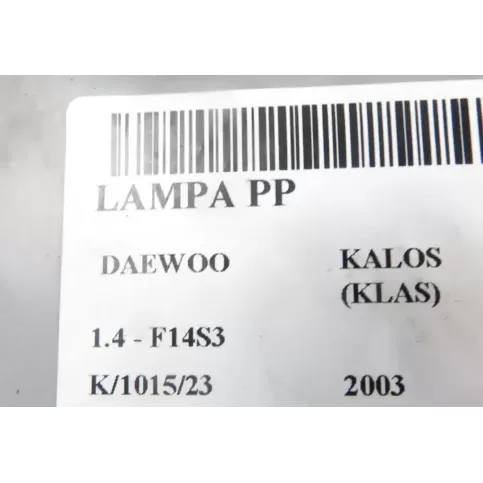 LAMPA PP
DAEWOO KALOS
(KLAS)
1.4 - F14S3
K/1015/23 2003